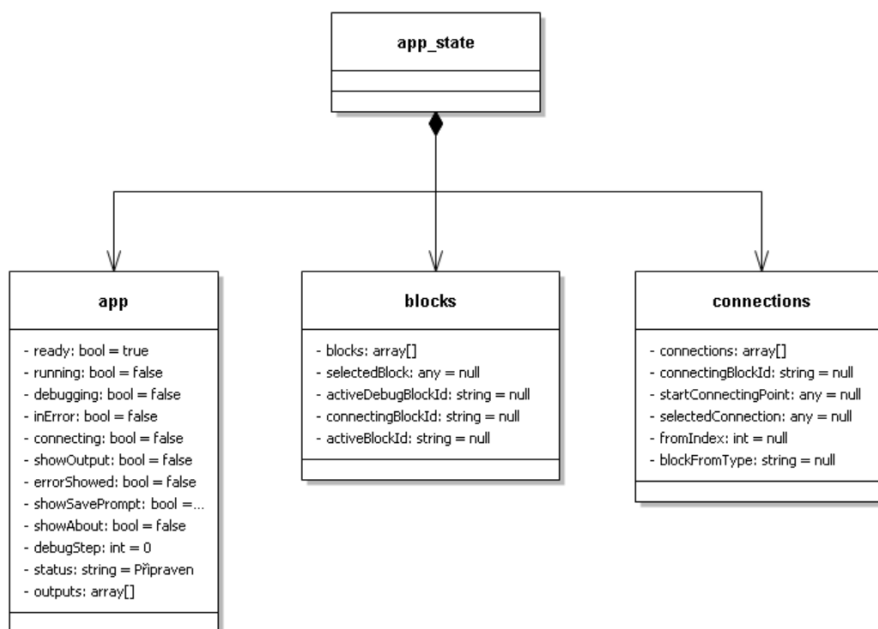 app_state
app
- ready: bool = true
- running: bool = false
- debugging: bool = false
- inError: bool = false
- connecting: bool = false
- showOutput: bool = false
- errorShowed: bool = false
- showSavePrompt: bool =...
- showAbout: bool = false
- debugStep: int = 0
- status: string = Připraven
- outputs: array[]
blocks
- blocks: array[]
- selectedBlock: any = null
- activeDebugBlockId: string = null
- connectingBlockId: string = null
- activeBlockId: string = null
connections
- connections: array[]
- connectingBlockId: string = null
- startConnectingPoint: any = null
- selectedConnection: any = null
- fromIndex: int = null
- blockFromType: string = null